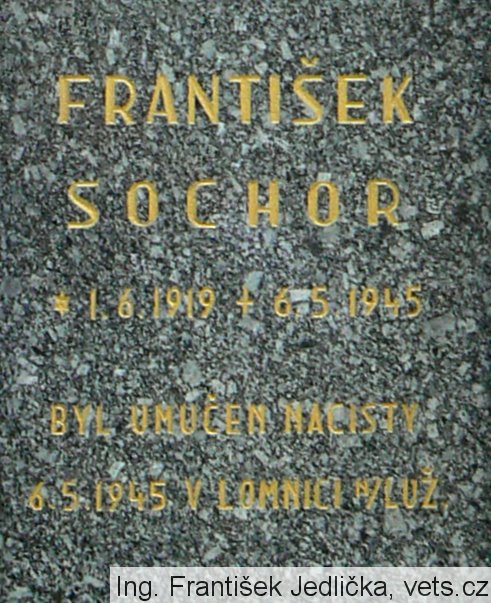 FRANTIŠEK
SOCHOR
* 1.6.1919 + 6.5.1945
BYL UMUČEN NACISTY
6.5.1945 V LOMNICI N/LUŽ.
Ing. František Jedlička, vets.cz